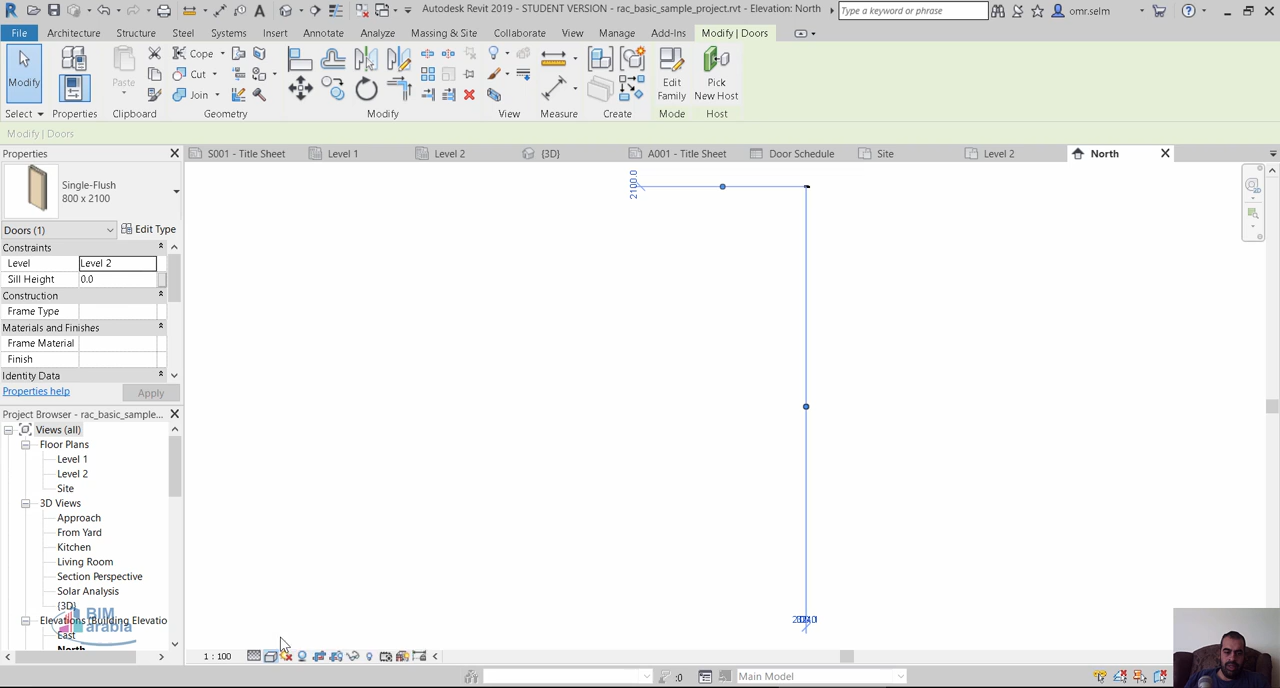 Autodesk Revit 2019 - STUDENT VERSION - rac_basic_sample_project.rvt - Elevation: North
Type a keyword or phrase
omr.selm
File Architecture Structure Steel Systems Insert Annotate Analyze Massing & Site Collaborate View Manage Add-Ins Modify | Doors
Modify
Paste
Cope
Cut
Join
Edit Family
Pick New Host
Select Properties Clipboard Geometry Modify View Measure Create Mode Host
Modify | Doors
Properties
S001 - Title Sheet Level 1 Level 2 {3D} A001 - Title Sheet Door Schedule Site Level 2 North
Single-Flush
800 x 2100
Doors (1) Edit Type
Constraints
Level Level 2
Sill Height 0.0
Construction
Frame Type
Materials and Finishes
Frame Material
Finish
Identity Data
Properties help Apply
2100.0
Project Browser - rac_basic_sample...
Views (all)
Floor Plans
Level 1
Level 2
Site
3D Views
Approach
From Yard
Kitchen
Living Room
Section Perspective
Solar Analysis
{3D}
BIM
arabia
Elevations (Building Elevatio
East
North
1 : 100
:0 Main Model